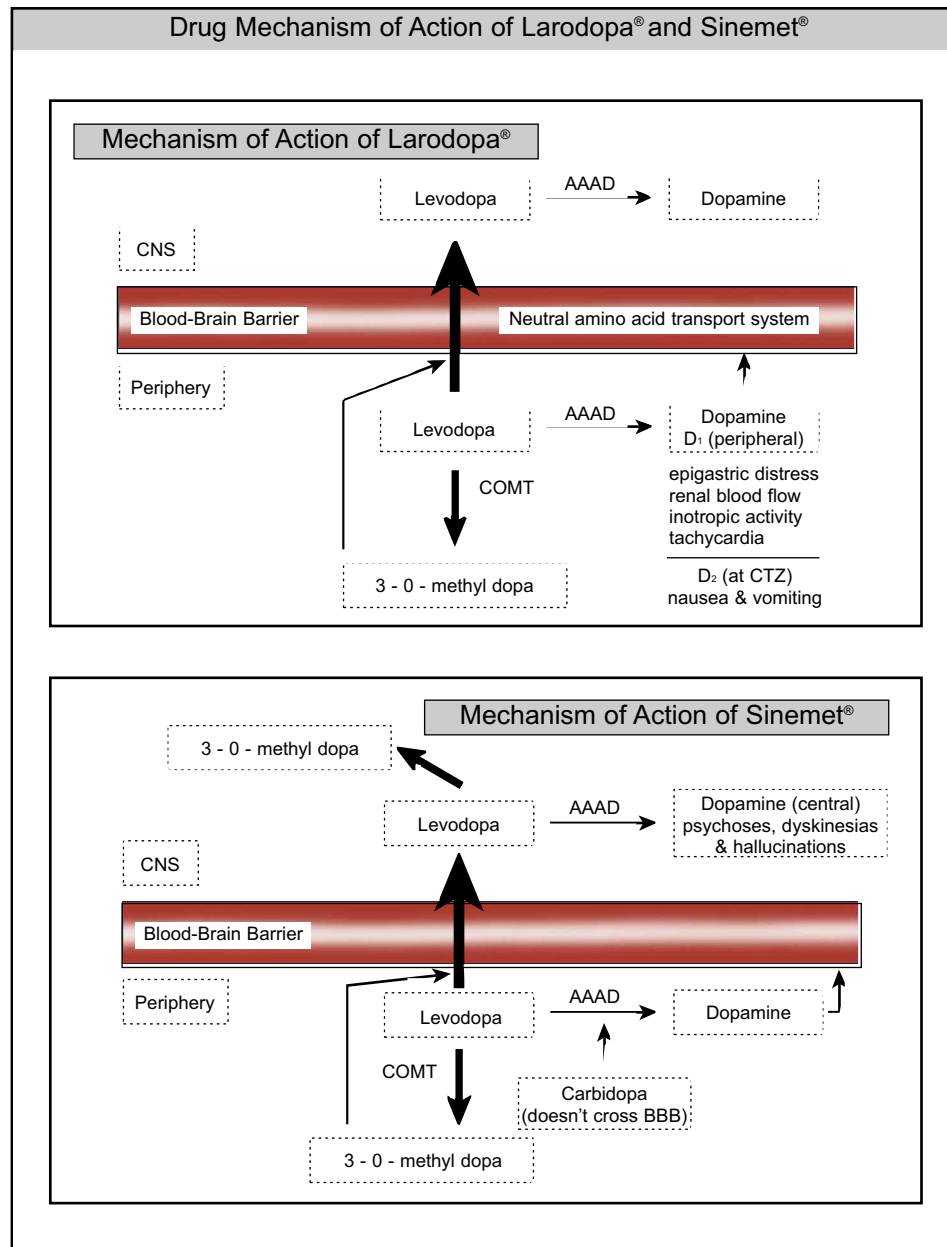 Drug Mechanism of Action of Larodopa® and Sinemet®
Mechanism of Action of Larodopa®
Levodopa
AAAD
Dopamine
CNS
Blood-Brain Barrier
Neutral amino acid transport system
Periphery
Levodopa
AAAD
Dopamine
D₁ (peripheral)
epigastric distress
renal blood flow
inotropic activity
tachycardia
COMT
3 - 0 - methyl dopa
D₂ (at CTZ)
nausea & vomiting
Mechanism of Action of Sinemet®
3 - 0 - methyl dopa
Levodopa
AAAD
Dopamine (central)
psychoses, dyskinesias
& hallucinations
CNS
Blood-Brain Barrier
Periphery
Levodopa
AAAD
Dopamine
COMT
Carbidopa
(doesn't cross BBB)
3 - 0 - methyl dopa